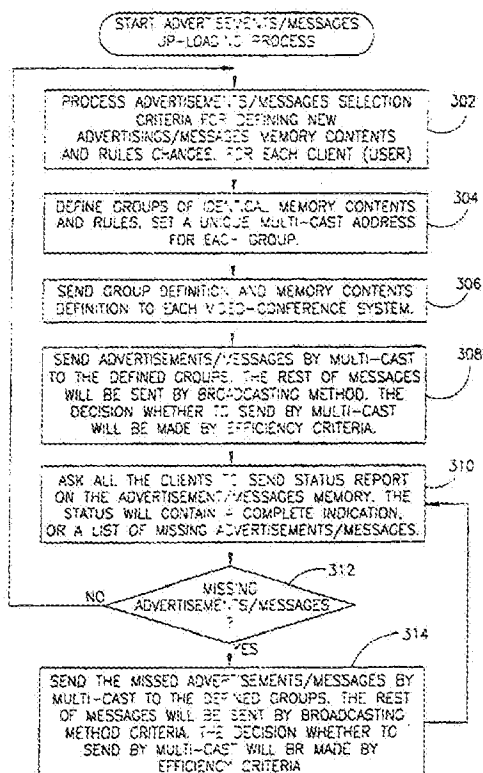 START ADVERTISEMENTS/MESSAGES
UP-LOADING PROCESS
PROCESS ADVERTISEMENTS/MESSAGES SELECTION
CRITERIA FOR DEFINING NEW
ADVERTISINGS/MESSAGES MEMORY CONTENTS
AND RULES CHANGES, FOR EACH CLIENT (USER)
302
DEFINE GROUPS OF IDENTICAL MEMORY CONTENTS
AND RULES. SET A UNIQUE MULTI-CAST ADDRESS
FOR EACH GROUP.
304
SEND GROUP DEFINITION AND MEMORY CONTENTS
DEFINITION TO EACH VIDEO-CONFERENCE SYSTEM.
306
SEND ADVERTISEMENTS/MESSAGES BY MULTI-CAST
TO THE DEFINED GROUPS. THE REST OF MESSAGES
WILL BE SENT BY BROADCASTING METHOD. THE
DECISION WHETHER TO SEND BY MULTI-CAST
WILL BE MADE BY EFFICIENCY CRITERIA.
308
ASK ALL THE CLIENTS TO SEND STATUS REPORT
ON THE ADVERTISEMENT/MESSAGES MEMORY. THE
STATUS WILL CONTAIN A COMPLETE INDICATION,
OR A LIST OF MISSING ADVERTISEMENTS/MESSAGES.
310
MISSING
ADVERTISEMENTS/MESSAGES
?
312
NO
YES
314
SEND THE MISSED ADVERTISEMENTS/MESSAGES BY
MULTI-CAST TO THE DEFINED GROUPS. THE REST
OF MESSAGES WILL BE SENT BY BROADCASTING
METHOD CRITERIA. THE DECISION WHETHER TO
SEND BY MULTI-CAST WILL BR MADE BY
EFFICIENCY CRITERIA